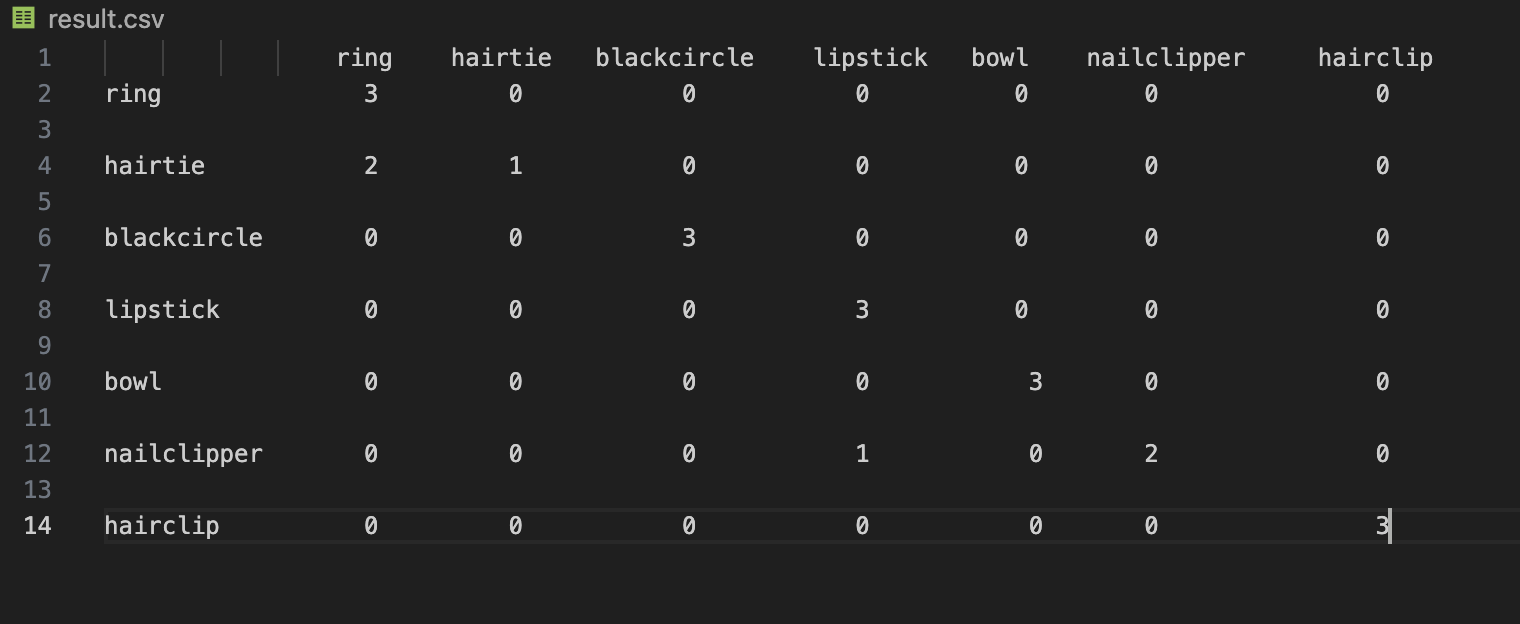 result.csv
1 ring hairtie blackcircle lipstick bowl nailclipper hairclip
2 ring 3 0 0 0 0 0 0
3
4 hairtie 2 1 0 0 0 0 0
5
6 blackcircle 0 0 3 0 0 0 0
7
8 lipstick 0 0 0 3 0 0 0
9
10 bowl 0 0 0 0 3 0 0
11
12 nailclipper 0 0 0 1 0 2 0
13
14 hairclip 0 0 0 0 0 0 3